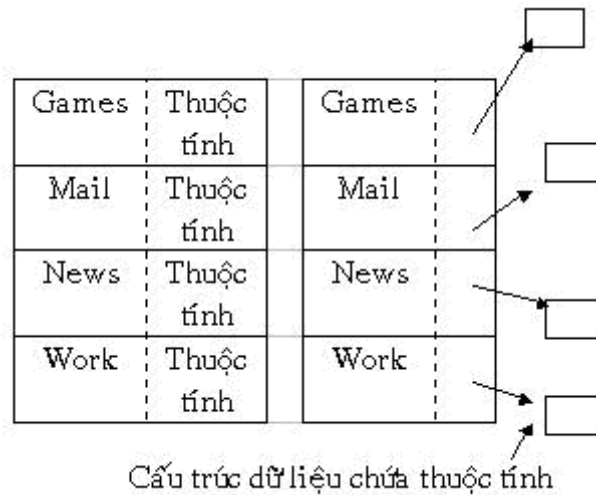 Games Thuộc Games
tính
Mail Thuộc Mail
tính
News Thuộc News
tính
Work Thuộc Work
tính
Cấu trúc dữ liệu chứa thuộc tính